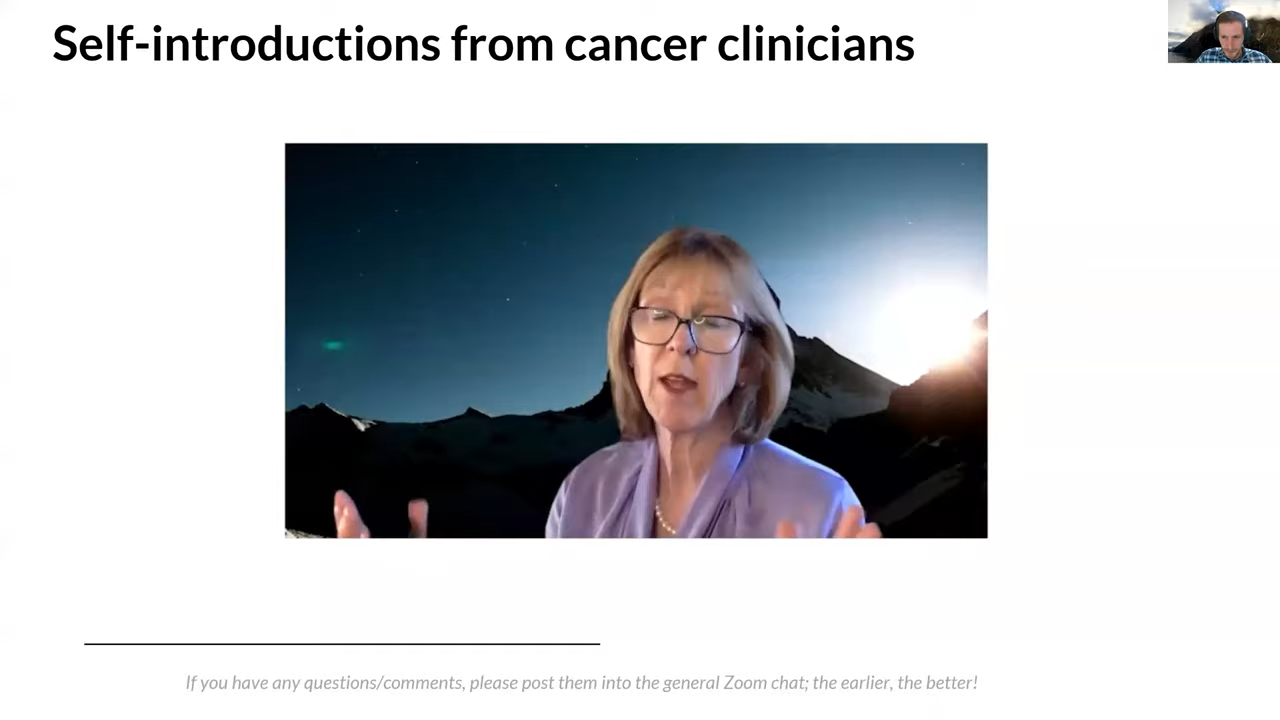 Self-introductions from cancer clinicians
If you have any questions/comments, please post them into the general Zoom chat; the earlier, the better!